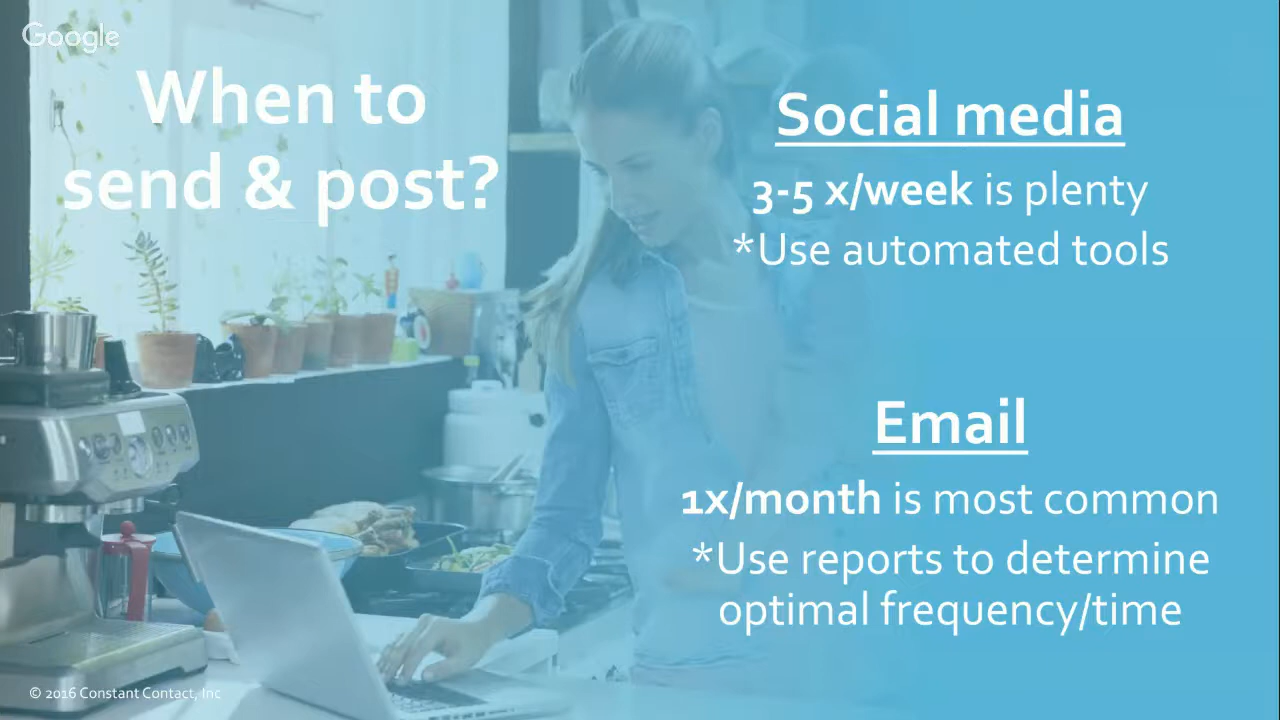 Google
When to
send & post?
Social media
3-5 x/week is plenty
*Use automated tools
Email
1x/month is most common
*Use reports to determine
optimal frequency/time
© 2016 Constant Contact, Inc